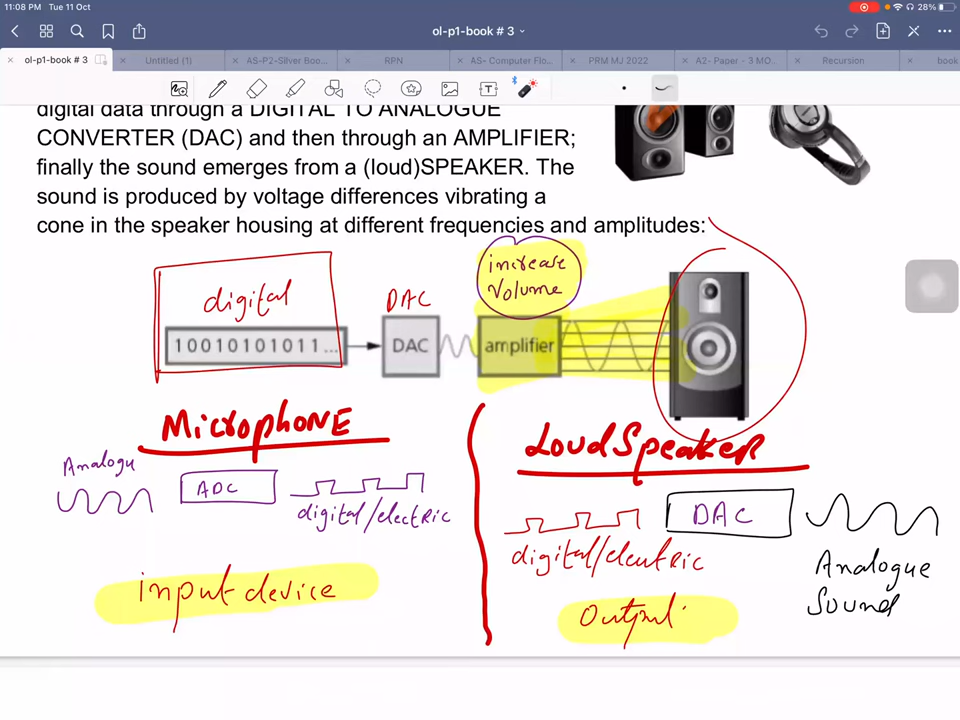 11:08 PM Tue 11 Oct
28%
ol-p1-book # 3
ol-p1-book # 3
Untitled (1)
AS-P2-Silver Boo...
RPN
AS- Computer Flo...
PRM MJ 2022
A2- Paper - 3 MO...
Recursion
book
digital data through a DIGITAL TO ANALOGUE
CONVERTER (DAC) and then through an AMPLIFIER;
finally the sound emerges from a (loud)SPEAKER. The
sound is produced by voltage differences vibrating a
cone in the speaker housing at different frequencies and amplitudes:
increase
Volume
digital
DAC
10010101011...
DAC
amplifier
MicrophonE
LoudSpeaker
Analogu
ADC
digital/electRic
DAC
digital/electric
Analogue
Sound
input device
Output